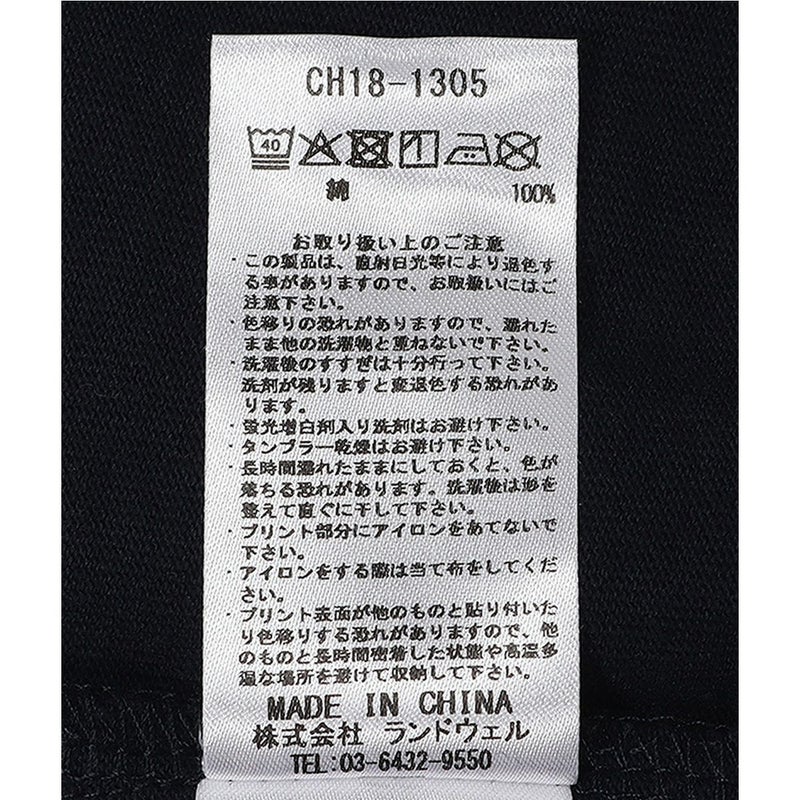 CH18-1305
40
綿 100%
お取り扱い上のご注意
・この製品は、直射日光等により退色す
る事がありますので、お取扱いにはご
注意下さい。
・色移りの恐れがありますので、濡れた
まま他の洗濯物と重ねないで下さい。
・洗濯後のすすぎは十分行って下さい。
洗剤が残りますと変退色する恐れがあ
ります。
・蛍光増白剤入り洗剤はお避け下さい。
・タンブラー乾燥はお避け下さい。
・長時間濡れたままにしておくと、色が
落ちる恐れがあります。洗濯後は形を
整えて直ぐに干して下さい。
・プリント部分にアイロンをあてないで
下さい。
・アイロンをする際は当て布をしてくだ
さい。
・プリント表面が他のものと貼り付いた
り色移りする恐れがありますので、他
のものと長時間密着した状態や高温多
湿な場所を避けて収納して下さい。
MADE IN CHINA
株式会社 ランドウェル
TEL:03-6432-9550